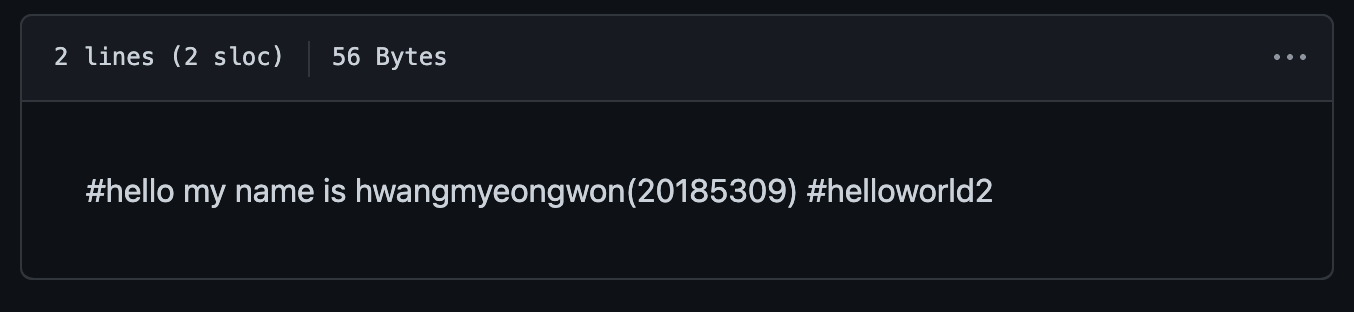 2 lines (2 sloc) 56 Bytes
#hello my name is hwangmyeongwon(20185309) #helloworld2